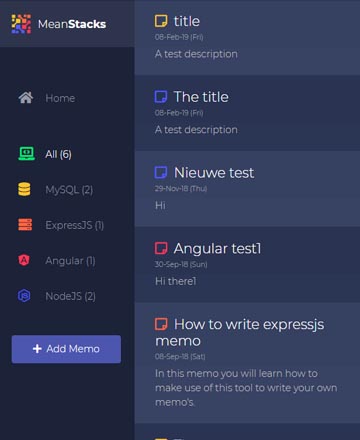 MeanStacks
Home
All (6)
MySQL (2)
ExpressJS (1)
Angular (1)
NodeJS (2)
+ Add Memo
title
08-Feb-19 (Fri)
A test description
The title
08-Feb-19 (Fri)
A test description
Nieuwe test
29-Nov-18 (Thu)
Hi
Angular test1
30-Sep-18 (Sun)
Hi there1
How to write expressjs
memo
08-Sep-18 (Sat)
In this memo you will learn how to
make use of this tool to write your own
memo's.